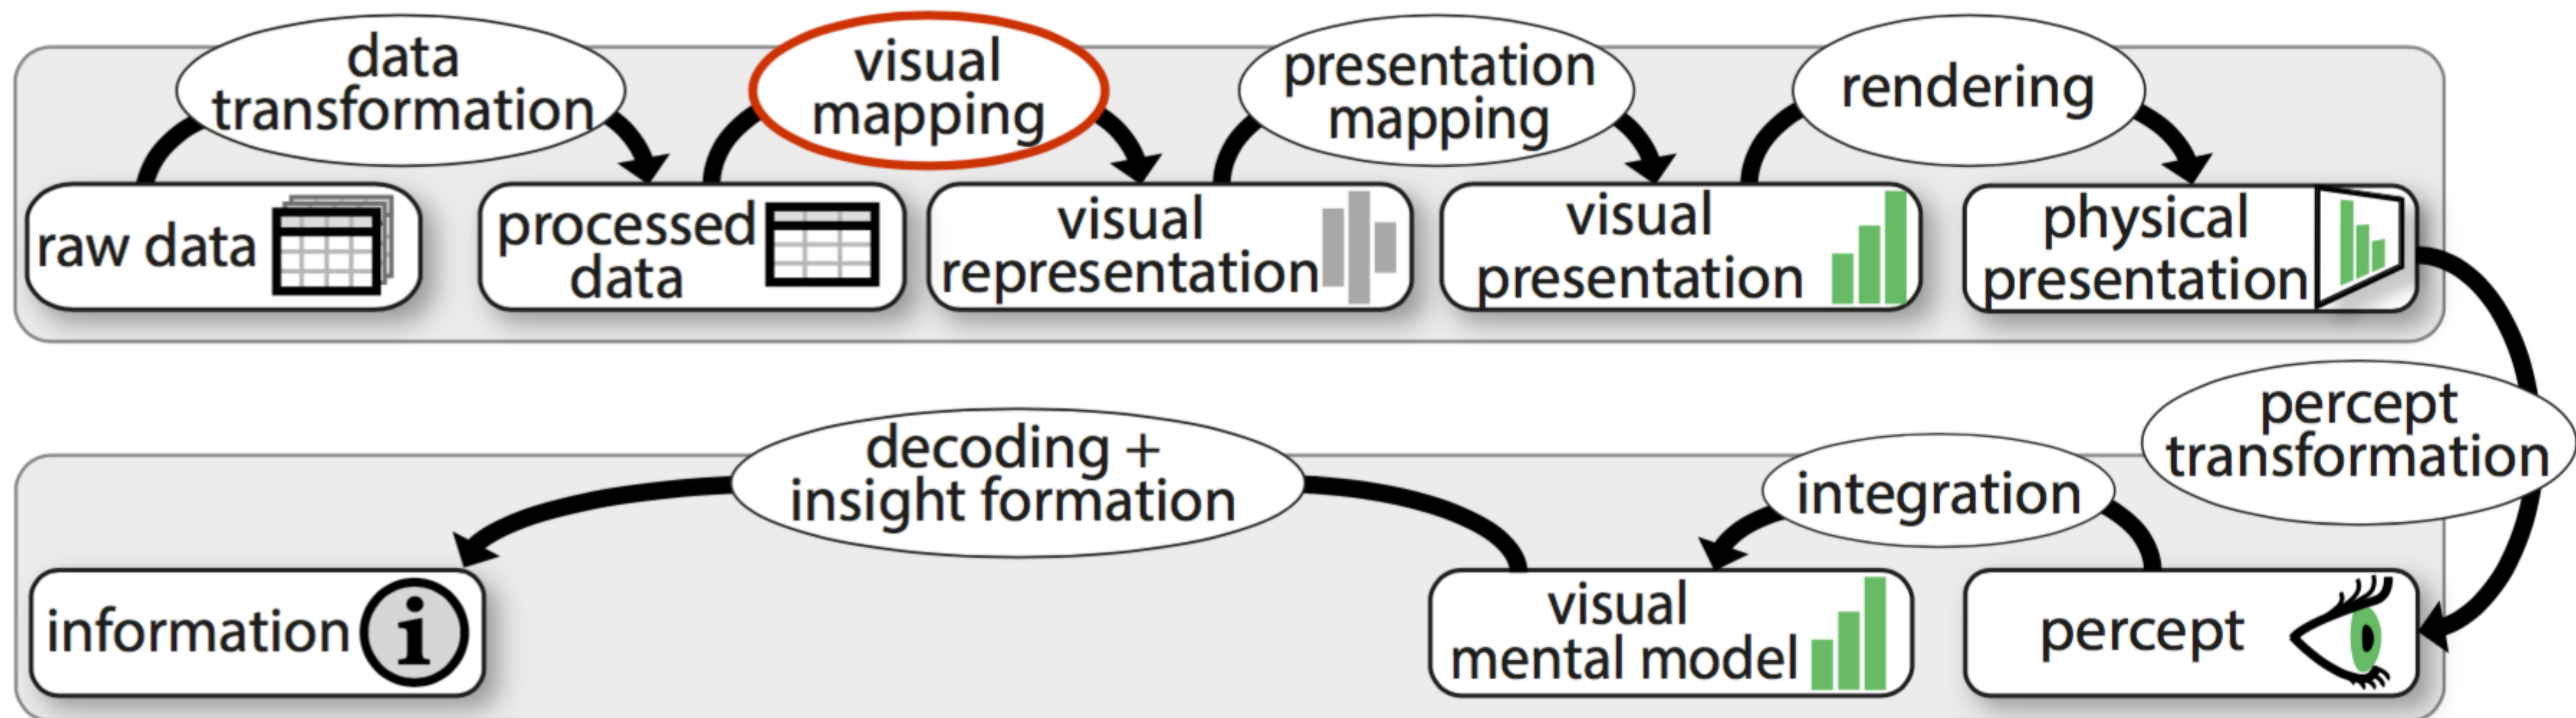 data
transformation
visual
mapping
presentation
mapping
rendering
raw data
processed
data
visual
representation
visual
presentation
physical
presentation
percept
transformation
decoding +
insight formation
integration
information
i
visual
mental model
percept